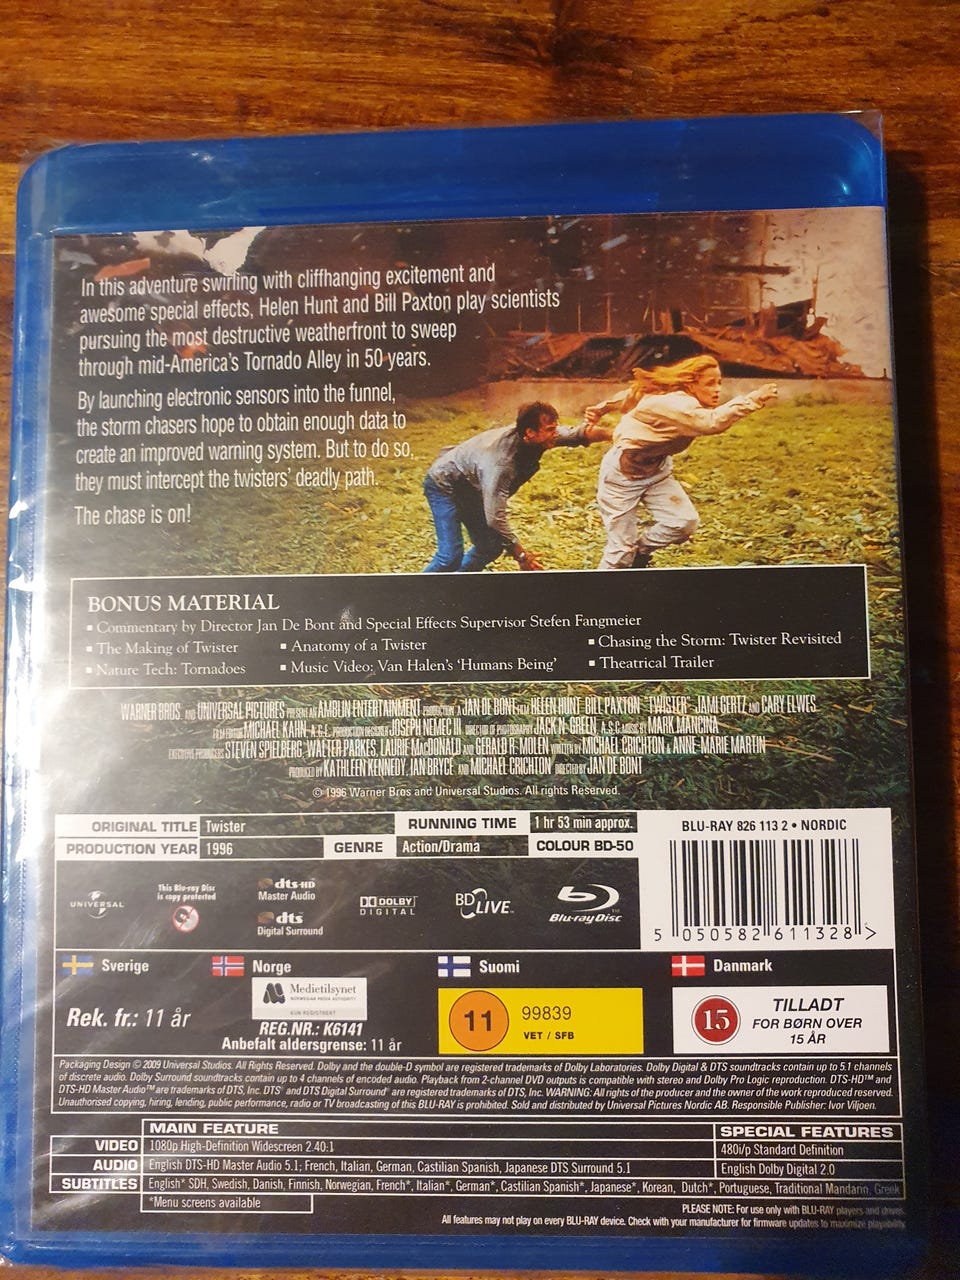 In this adventure swirling with cliffhanging excitement and
awesome special effects, Helen Hunt and Bill Paxton play scientists
pursuing the most destructive weatherfront to sweep
through mid-America's Tornado Alley in 50 years.
By launching electronic sensors into the funnel,
the storm chasers hope to obtain enough data to
create an improved warning system. But to do so,
they must intercept the twisters' deadly path.
The chase is on!
BONUS MATERIAL
▪ Commentary by Director Jan De Bont and Special Effects Supervisor Stefen Fangmeier
▪ The Making of Twister ▪ Anatomy of a Twister ▪ Chasing the Storm: Twister Revisited
▪ Nature Tech: Tornadoes ▪ Music Video: Van Halen's 'Humans Being' ▪ Theatrical Trailer
WARNER BROS. AND UNIVERSAL PICTURES PRESENT AN AMBLIN ENTERTAINMENT PRODUCTION A JAN DE BONT FILM HELEN HUNT BILL PAXTON "TWISTER" JAMI GERTZ AND CARY ELWES
FILM EDITOR MICHAEL KAHN A.C.E. PRODUCTION DESIGNER JOSEPH NEMEC III DIRECTOR OF PHOTOGRAPHY JACK N. GREEN, A.S.C. MUSIC BY MARK MANCINA
EXECUTIVE PRODUCERS STEVEN SPIELBERG, WALTER PARKES, LAURIE MacDONALD AND GERALD R. MOLEN WRITTEN BY MICHAEL CRICHTON & ANNE-MARIE MARTIN
PRODUCED BY KATHLEEN KENNEDY, IAN BRYCE AND MICHAEL CRICHTON DIRECTED BY JAN DE BONT
© 1996 Warner Bros and Universal Studios. All rights Reserved.
ORIGINAL TITLE Twister RUNNING TIME 1 hr 53 min approx.
PRODUCTION YEAR 1996 GENRE Action/Drama COLOUR BD-50
BLU-RAY 826 113 2 • NORDIC
5 050582 611328 >
UNIVERSAL
This Blu-ray Disc
is copy protected
dts-HD
Master Audio
dts
Digital Surround
DOLBY
DIGITAL
BD LIVE™
Blu-ray Disc™
Sverige
Rek. fr.: 11 år
Norge
Medietilsynet
NORWEGIAN MEDIA AUTHORITY
KUN REGISTRERT
REG.NR.: K6141
Anbefalt aldersgrense: 11 år
Suomi
11 99839
VET / SFB
Danmark
15 TILLADT
FOR BØRN OVER
15 ÅR
Packaging Design © 2009 Universal Studios. All Rights Reserved. Dolby and the double-D symbol are registered trademarks of Dolby Laboratories. Dolby Digital & DTS soundtracks contain up to 5.1 channels
of discrete audio. Dolby Surround soundtracks contain up to 4 channels of encoded audio. Playback from 2-channel DVD outputs is compatible with stereo and Dolby Pro Logic reproduction. DTS-HD™ and
DTS-HD Master Audio™ are trademarks of DTS, Inc. DTS® and DTS Digital Surround® are registered trademarks of DTS, Inc. WARNING: All rights of the producer and the owner of the work reproduced reserved.
Unauthorised copying, hiring, lending, public performance, radio or TV broadcasting of this BLU-RAY is prohibited. Sold and distributed by Universal Pictures Nordic AB. Responsible Publisher: Ivor Viljoen.
MAIN FEATURE SPECIAL FEATURES
VIDEO 1080p High-Definition Widescreen 2.40:1 480i/p Standard Definition
AUDIO English DTS-HD Master Audio 5.1; French, Italian, German, Castilian Spanish, Japanese DTS Surround 5.1 English Dolby Digital 2.0
SUBTITLES English* SDH, Swedish, Danish, Finnish, Norwegian, French*, Italian*, German*, Castilian Spanish*, Japanese*, Korean, Dutch*, Portuguese, Traditional Mandarin, Greek
*Menu screens available
PLEASE NOTE: For use only with BLU-RAY players and drives.
All features may not play on every BLU-RAY device. Check with your manufacturer for firmware updates to maximize playability.